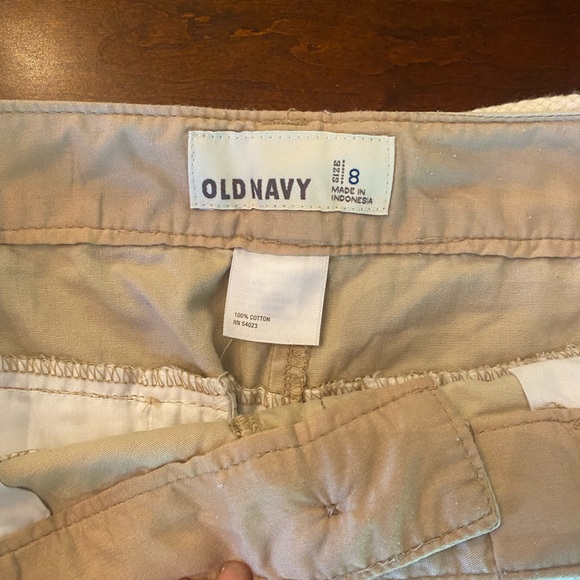 OLD NAVY
SIZE 8
MADE IN
INDONESIA
100% COTTON
RN 54023